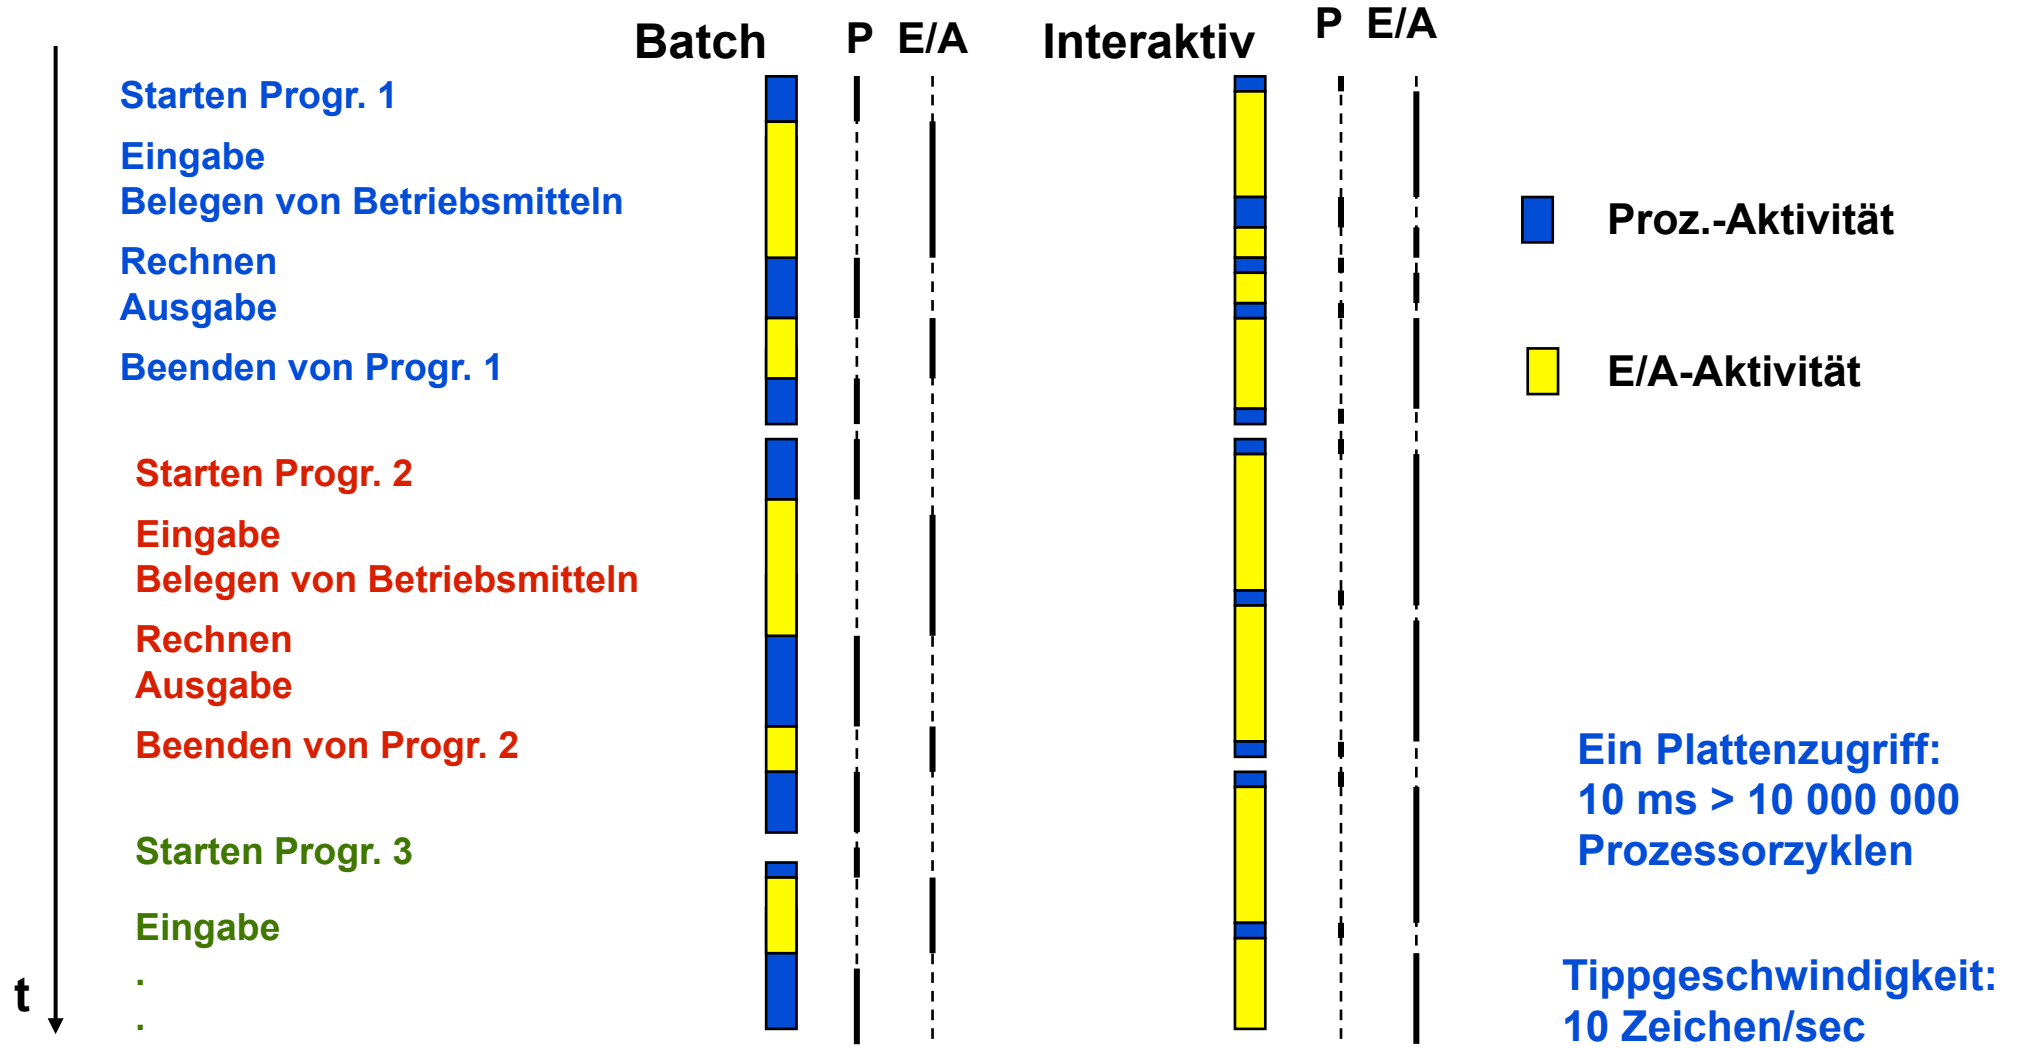 Batch P E/A Interaktiv P E/A
Starten Progr. 1
Eingabe
Belegen von Betriebsmitteln
Rechnen
Ausgabe
Beenden von Progr. 1
Starten Progr. 2
Eingabe
Belegen von Betriebsmitteln
Rechnen
Ausgabe
Beenden von Progr. 2
Starten Progr. 3
Eingabe
.
.
t
Proz.-Aktivität
E/A-Aktivität
Ein Plattenzugriff:
10 ms > 10 000 000
Prozessorzyklen
Tippgeschwindigkeit:
10 Zeichen/sec